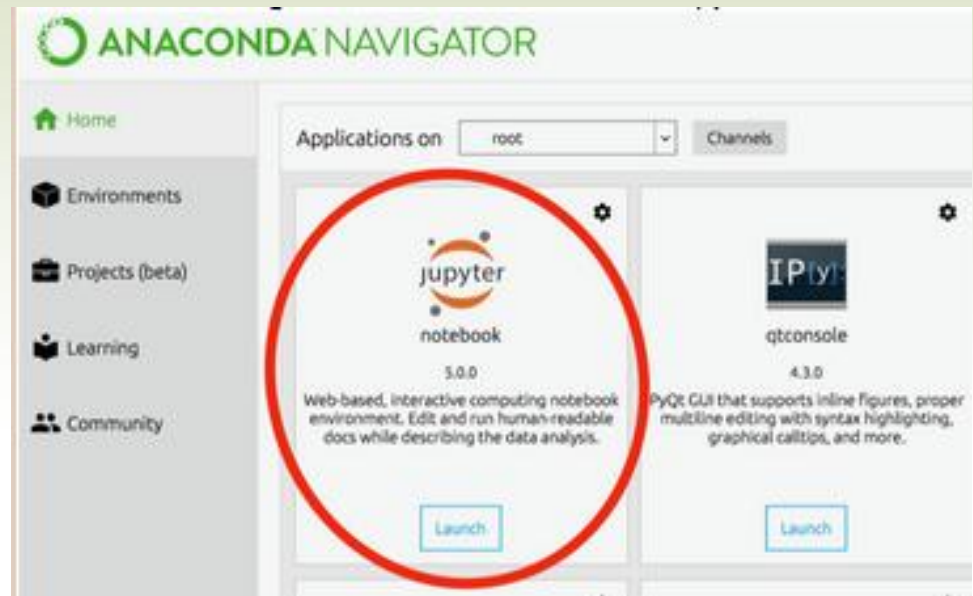 ANACONDA NAVIGATOR
Home
Applications on root Channels
Environments
Projects (beta)
Learning
Community
jupyter
notebook
5.0.0
Web-based, interactive computing notebook
environment. Edit and run human-readable
docs while describing the data analysis.
Launch
IP[y]:
qtconsole
4.3.0
PyQt GUI that supports inline figures, proper
multiline editing with syntax highlighting,
graphical calltips, and more.
Launch